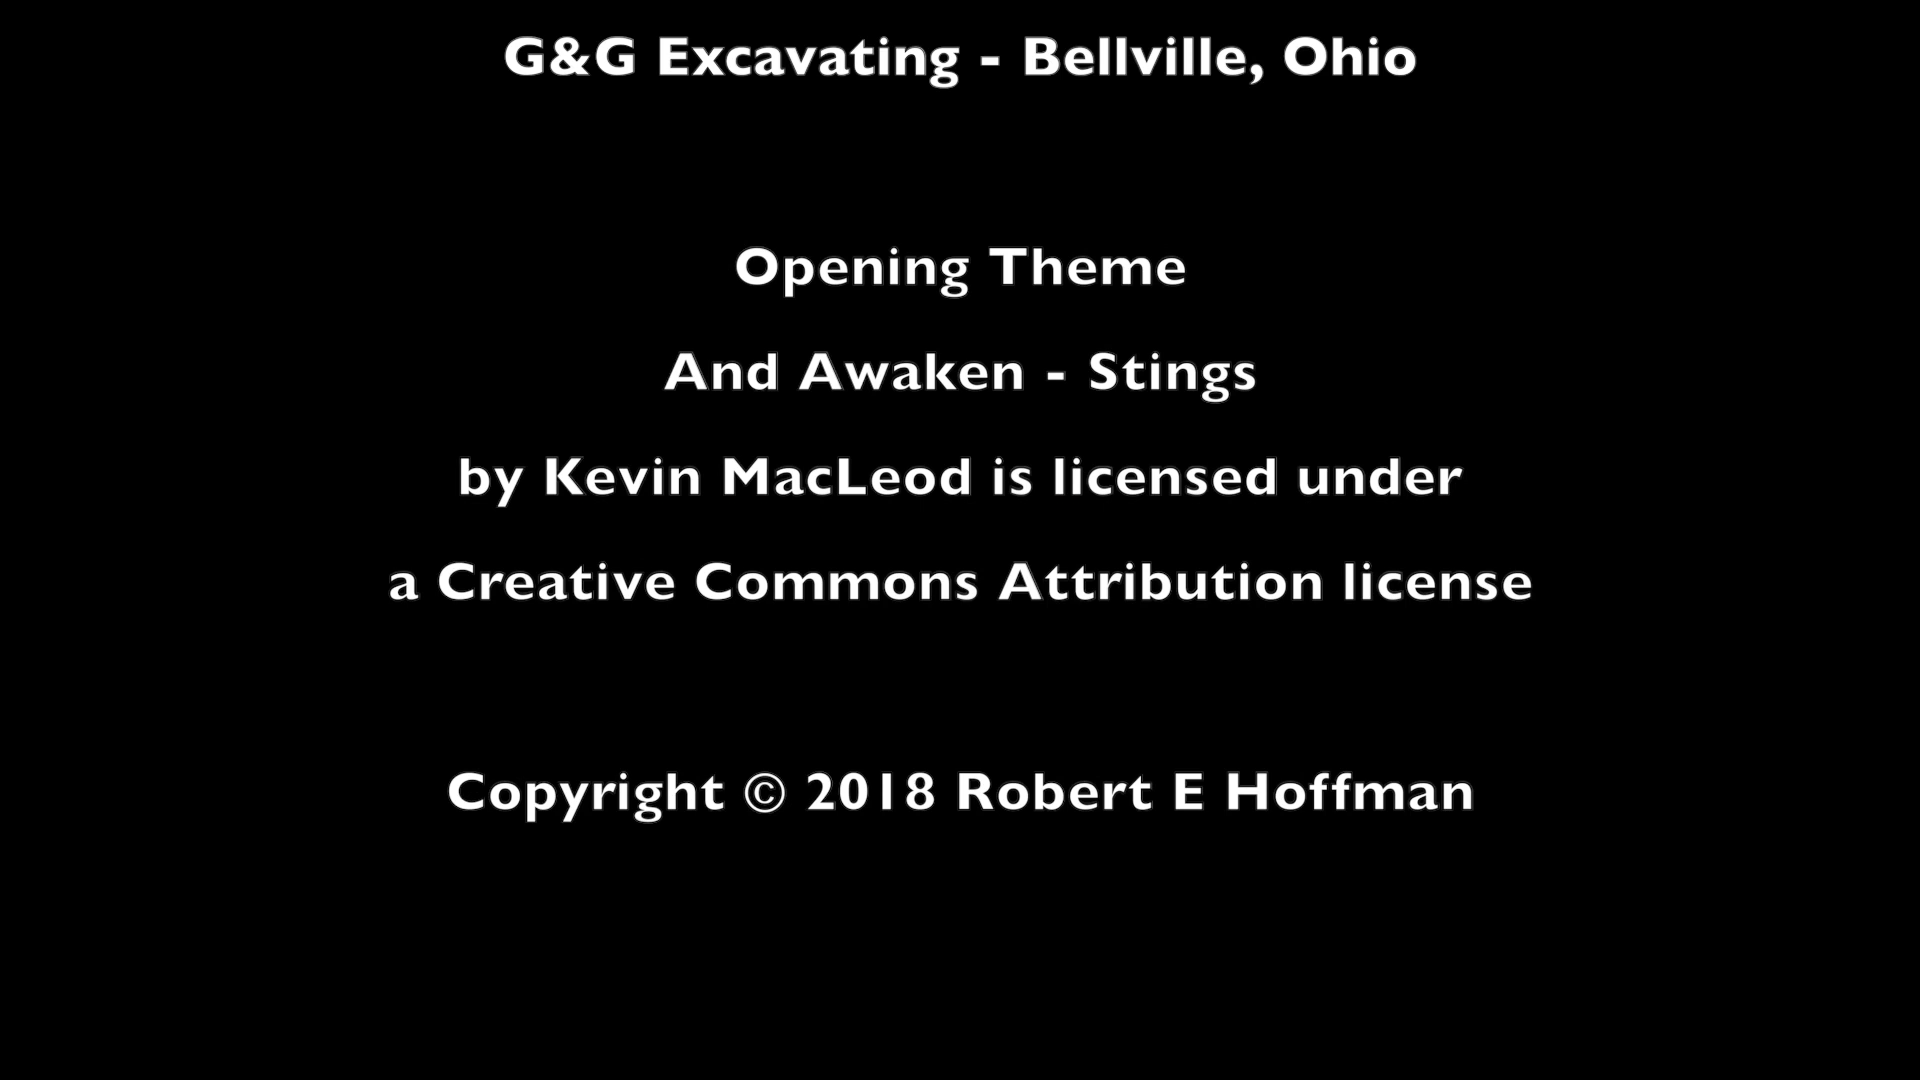 G&G Excavating - Bellville, Ohio
Opening Theme
And Awaken - Stings
by Kevin MacLeod is licensed under
a Creative Commons Attribution license
Copyright © 2018 Robert E Hoffman